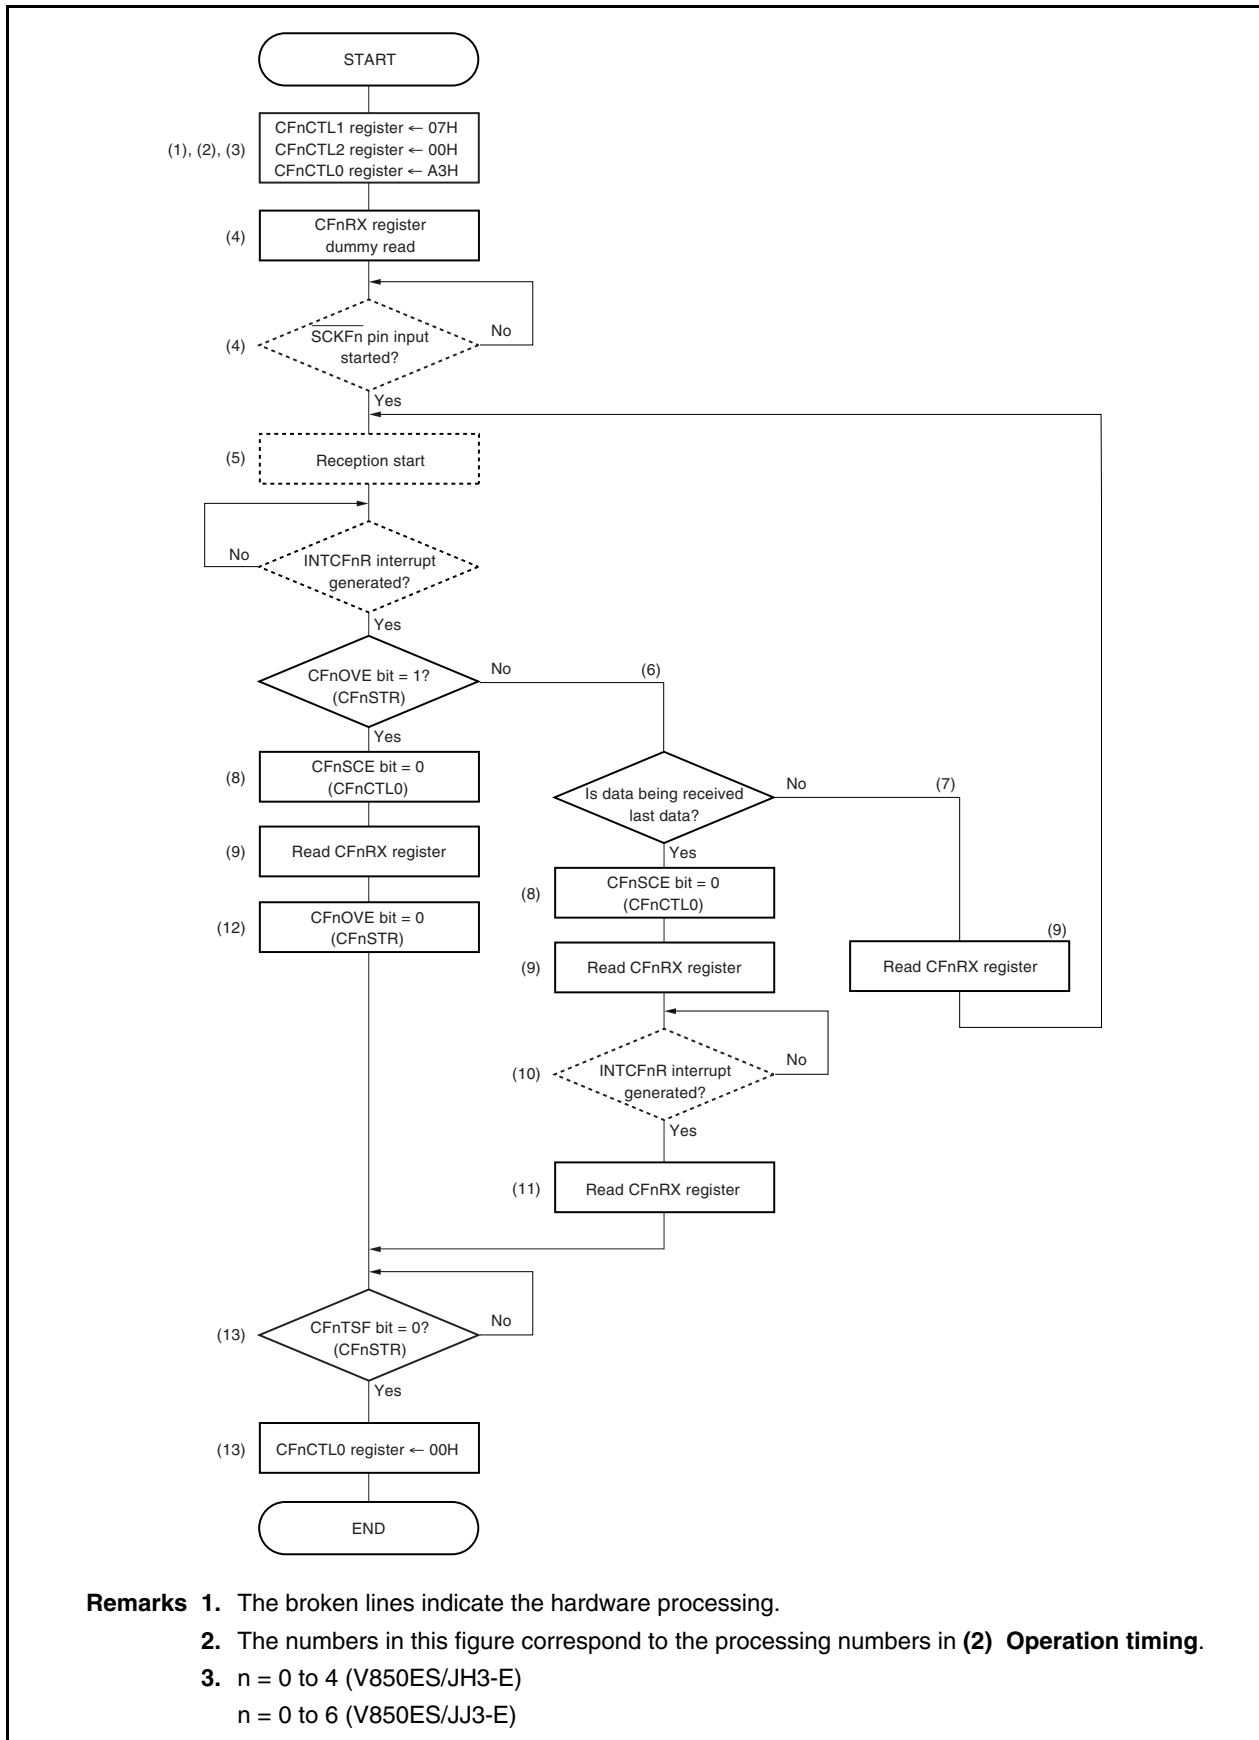 START
(1), (2), (3)
CFnCTL1 register ← 07H
CFnCTL2 register ← 00H
CFnCTL0 register ← A3H
(4)
CFnRX register
dummy read
(4)
SCKFn pin input
started?
No
Yes
(5)
Reception start
No
INTCFnR interrupt
generated?
Yes
CFnOVE bit = 1?
(CFnSTR)
No
(6)
Yes
(8)
CFnSCE bit = 0
(CFnCTL0)
Is data being received
last data?
No
(7)
Yes
(9)
Read CFnRX register
(8)
CFnSCE bit = 0
(CFnCTL0)
(12)
CFnOVE bit = 0
(CFnSTR)
(9)
Read CFnRX register
(9)
Read CFnRX register
(10)
INTCFnR interrupt
generated?
No
Yes
(11)
Read CFnRX register
(13)
CFnTSF bit = 0?
(CFnSTR)
No
Yes
(13)
CFnCTL0 register ← 00H
END
Remarks 1. The broken lines indicate the hardware processing.
2. The numbers in this figure correspond to the processing numbers in (2) Operation timing.
3. n = 0 to 4 (V850ES/JH3-E)
n = 0 to 6 (V850ES/JJ3-E)